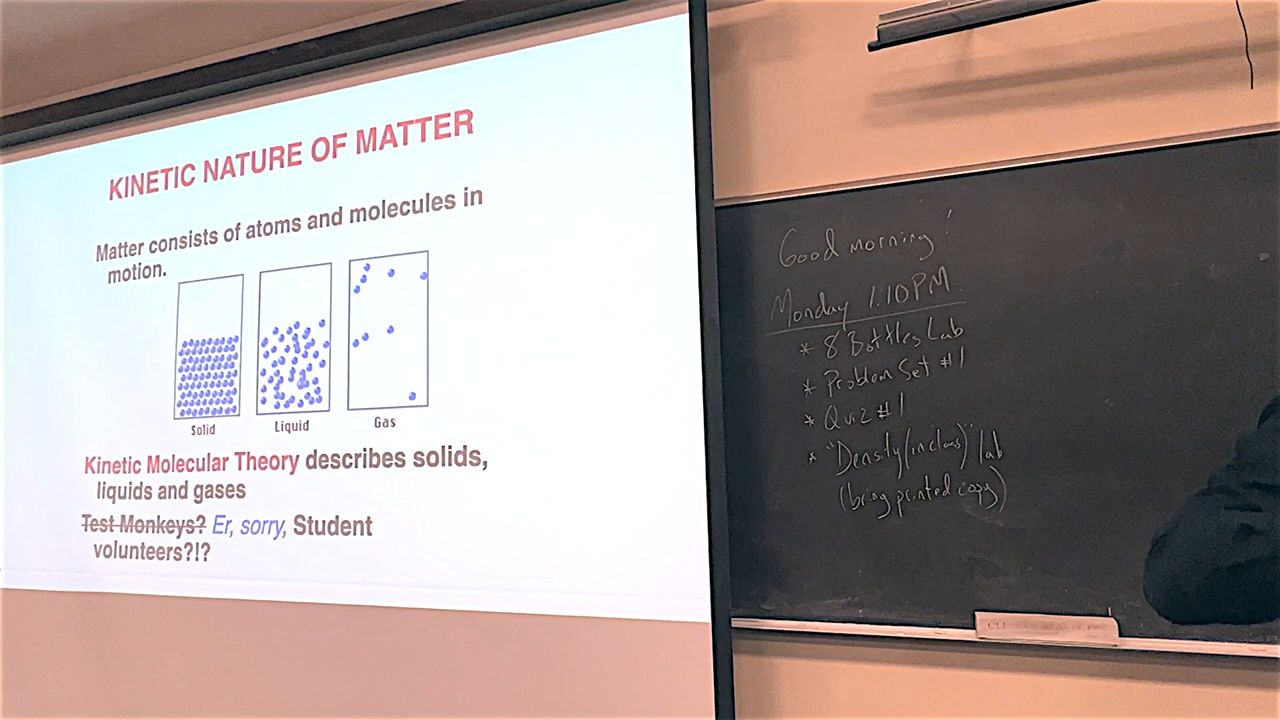 KINETIC NATURE OF MATTER
Matter consists of atoms and molecules in
motion.
Solid
Liquid
Gas
Kinetic Molecular Theory describes solids,
liquids and gases
Test Monkeys? Er, sorry, Student
volunteers?!?
Good morning!
Monday 1:10PM
* 8 Bottles Lab
* Problem Set #1
* Quiz #1
* "Density (in class)" lab
(bring printed copy)